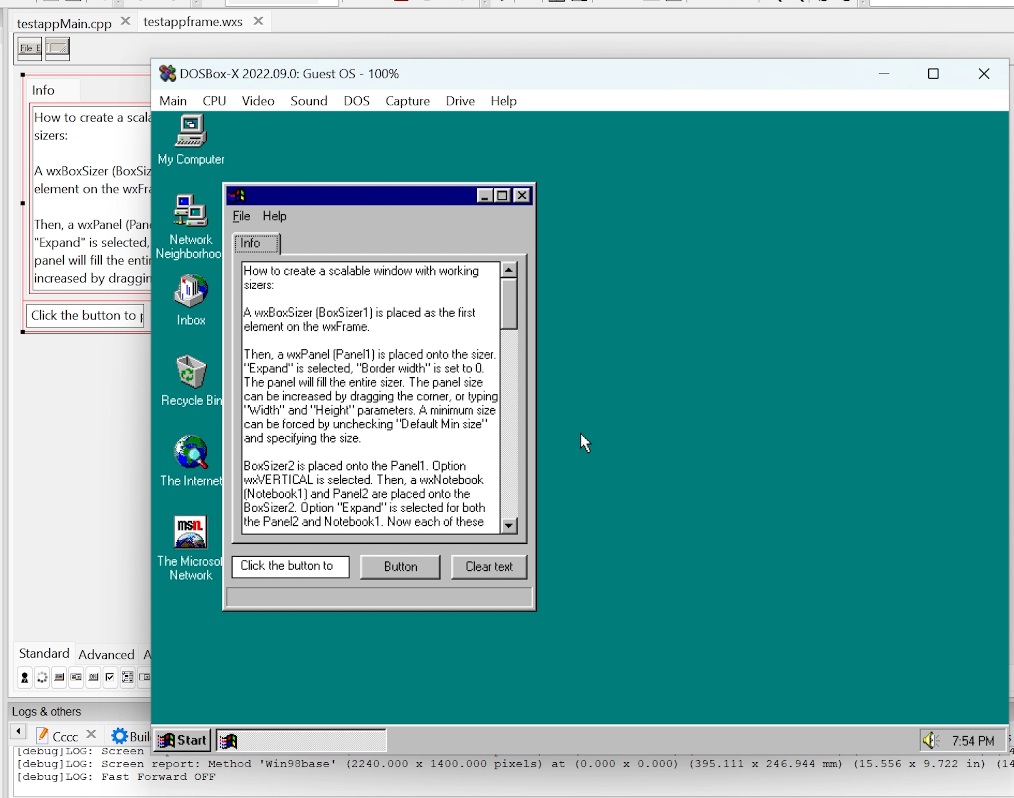 testappMain.cpp
testappframe.wxs
File E
Info
How to create a scala
sizers:
A wxBoxSizer (BoxSiz
element on the wxFra
Then, a wxPanel (Pane
"Expand" is selected,
panel will fill the entir
increased by dragging
Click the button to p
Standard Advanced A
Logs & others
Cccc
Buil
[debug]LOG: Screen
[debug]LOG: Screen report: Method 'Win98base' (2240.000 x 1400.000 pixels) at (0.000 x 0.000) (395.111 x 246.944 mm) (15.556 x 9.722 in) (14
[debug]LOG: Fast Forward OFF
DOSBox-X 2022.09.0: Guest OS - 100%
Main CPU Video Sound DOS Capture Drive Help
My Computer
Network
Neighborhoo
Inbox
Recycle Bin
The Internet
msn.
The Microsof
Network
File Help
Info
How to create a scalable window with working
sizers:
A wxBoxSizer (BoxSizer1) is placed as the first
element on the wxFrame.
Then, a wxPanel (Panel1) is placed onto the sizer.
"Expand" is selected, "Border width" is set to 0.
The panel will fill the entire sizer. The panel size
can be increased by dragging the corner, or typing
"Width" and "Height" parameters. A minimum size
can be forced by unchecking "Default Min size"
and specifying the size.
BoxSizer2 is placed onto the Panel1. Option
wxVERTICAL is selected. Then, a wxNotebook
(Notebook1) and Panel2 are placed onto the
BoxSizer2. Option "Expand" is selected for both
the Panel2 and Notebook1. Now each of these
Click the button to
Button
Clear text
Start
7:54 PM